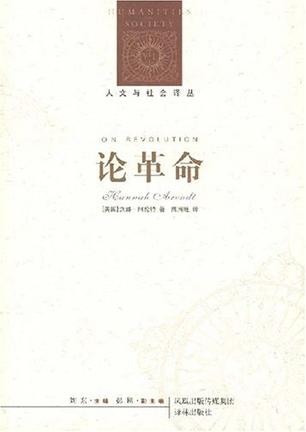 HUMANITIES
SOCIETY
人文与社会译丛
ON REVOLUTION
论革命
Hannah Arendt
[美国]汉娜·阿伦特 著 陈周旺 译
刘东·主编 彭刚·副主编
凤凰出版传媒集团
译林出版社